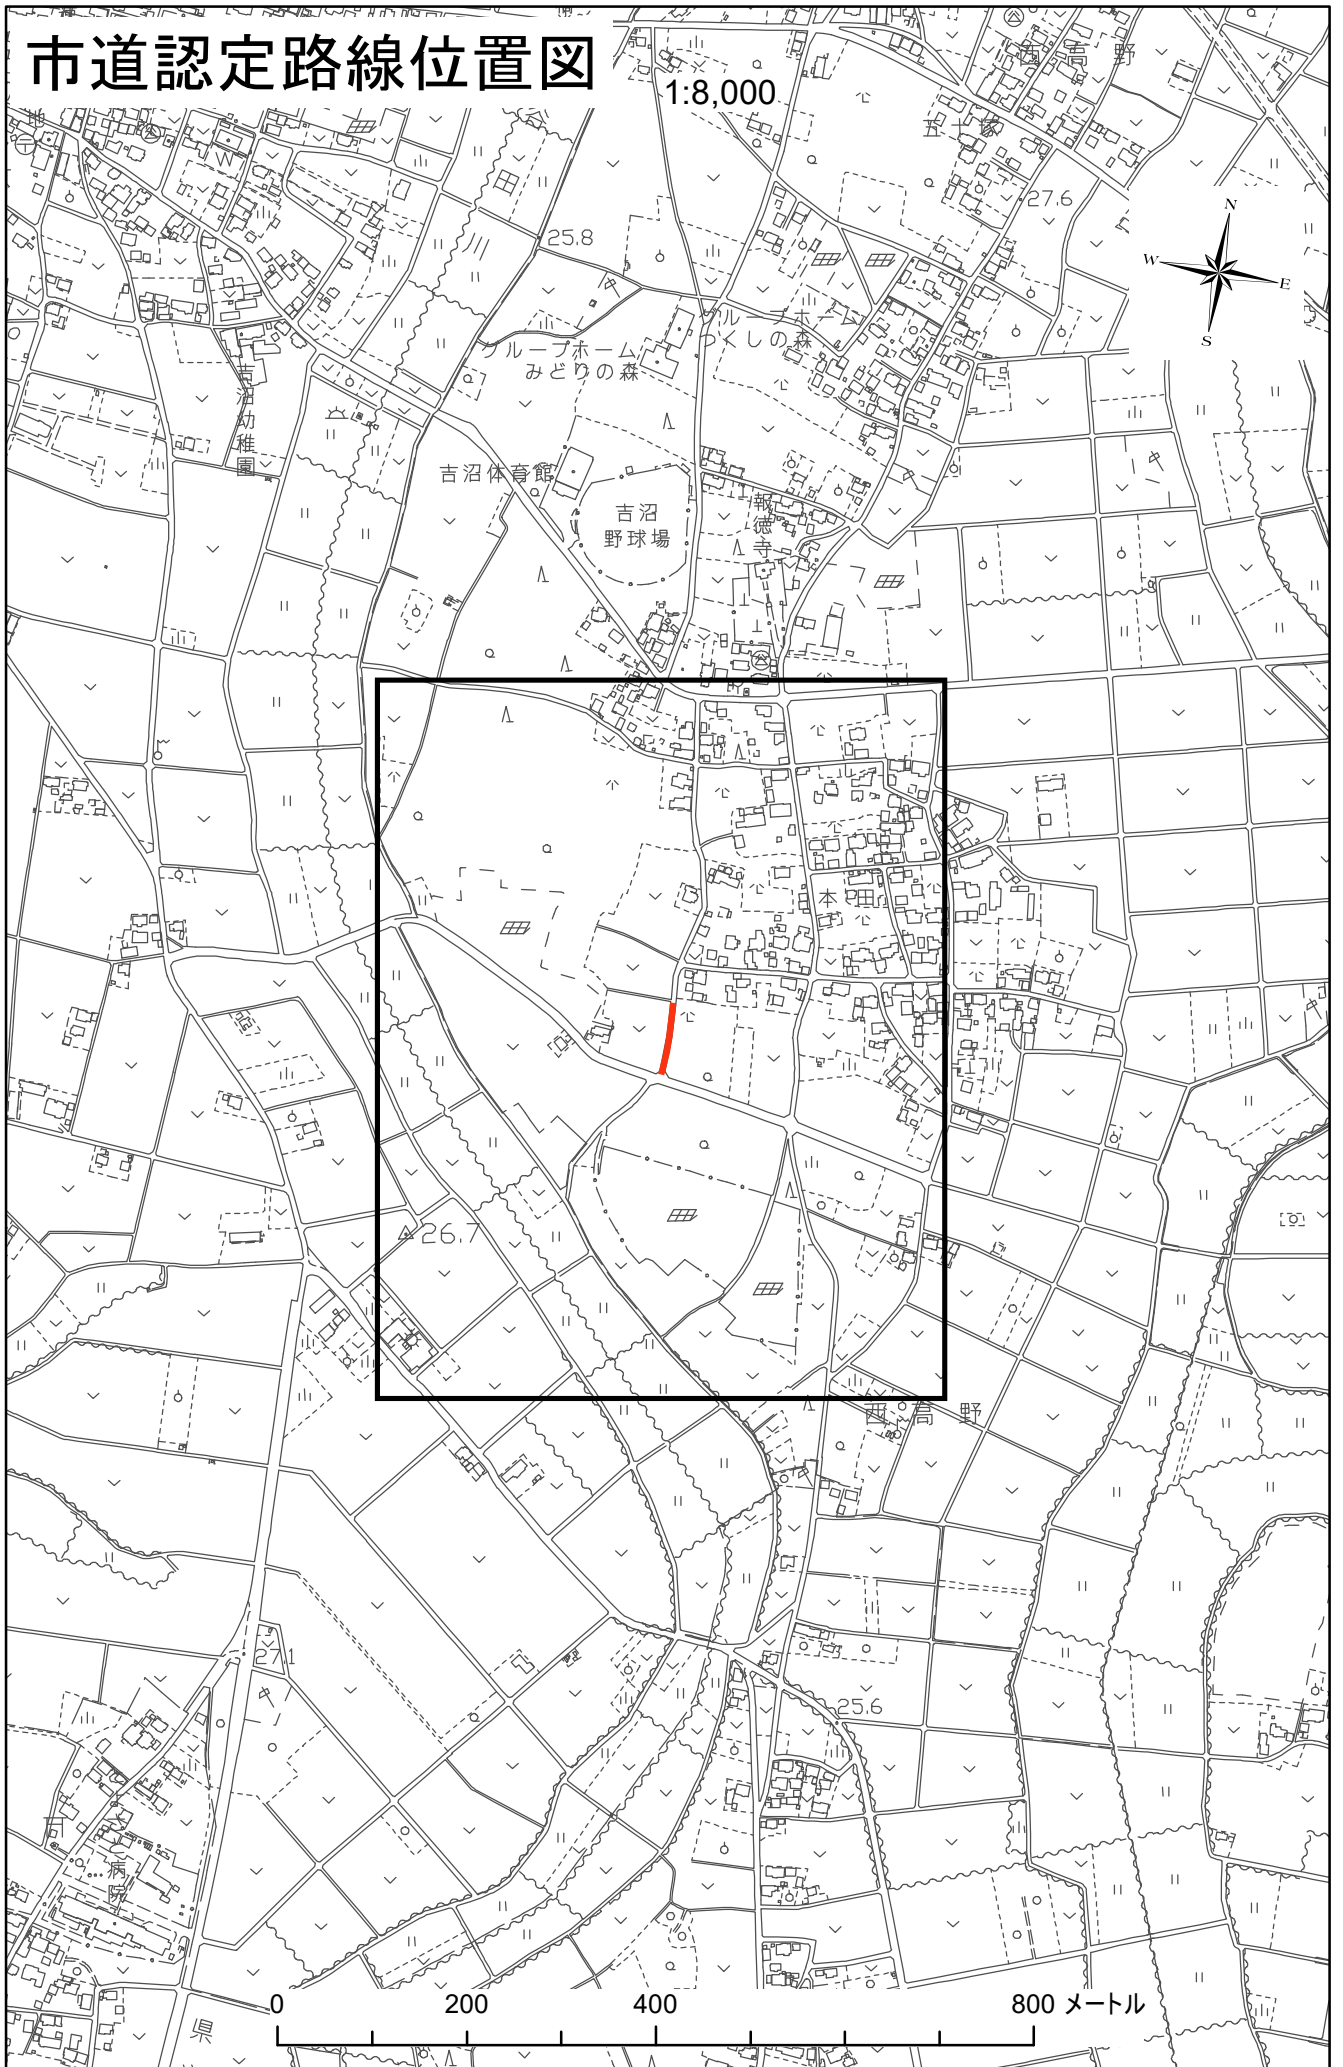 市道認定路線位置図
1:8,000
西高野
五十塚
27.6
N
W
E
S
25.8
グループホーム
つくしの森
グループホーム
みどりの森
吉沼幼稚園
吉沼体育館
吉沼
野球場
報徳寺
本田
26.7
西高野
27.1
25.6
病院
県
0 200 400 800 メートル